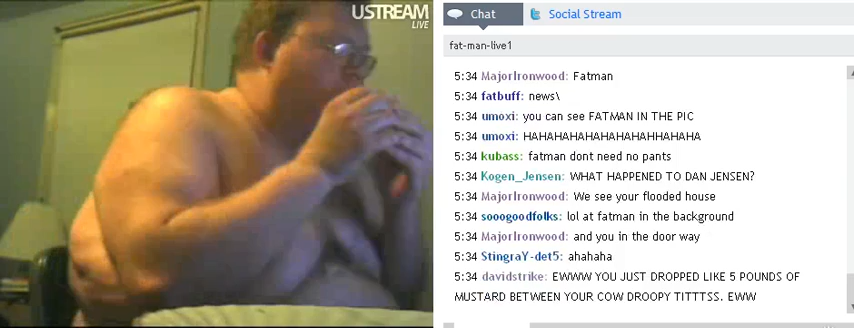 USTREAM
LIVE
Chat
Social Stream
fat-man-live1
5:34 MajorIronwood: Fatman
5:34 fatbuff: news\
5:34 umoxi: you can see FATMAN IN THE PIC
5:34 umoxi: HAHAHAHAHAHAHAHAHHAHAHA
5:34 kubass: fatman dont need no pants
5:34 Kogen_Jensen: WHAT HAPPENED TO DAN JENSEN?
5:34 MajorIronwood: We see your flooded house
5:34 sooogoodfolks: lol at fatman in the background
5:34 MajorIronwood: and you in the door way
5:34 StingraY-det5: ahahaha
5:34 davidstrike: EWWW YOU JUST DROPPED LIKE 5 POUNDS OF
MUSTARD BETWEEN YOUR COW DROOPY TITTTSS. EWW